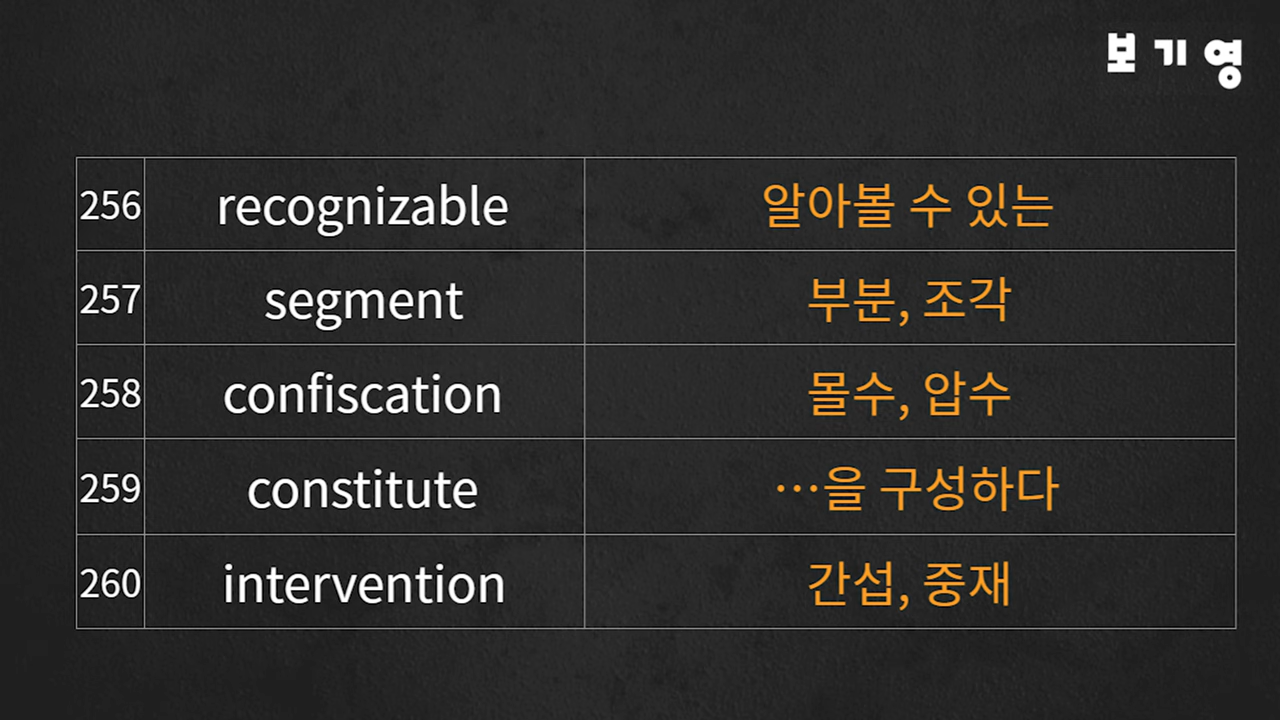 보기영
256 recognizable 알아볼 수 있는
257 segment 부분, 조각
258 confiscation 몰수, 압수
259 constitute …을 구성하다
260 intervention 간섭, 중재